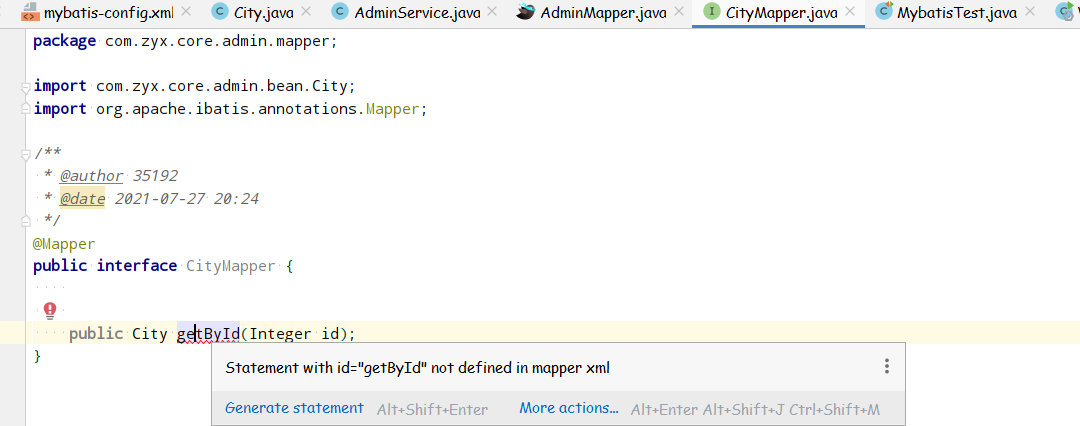 mybatis-config.xml City.java AdminService.java AdminMapper.java CityMapper.java MybatisTest.java
package com.zyx.core.admin.mapper;
import com.zyx.core.admin.bean.City;
import org.apache.ibatis.annotations.Mapper;
/**
* @author 35192
* @date 2021-07-27 20:24
*/
@Mapper
public interface CityMapper {
public City getById(Integer id);
}
Statement with id="getById" not defined in mapper xml
Generate statement Alt+Shift+Enter More actions... Alt+Enter Alt+Shift+J Ctrl+Shift+M